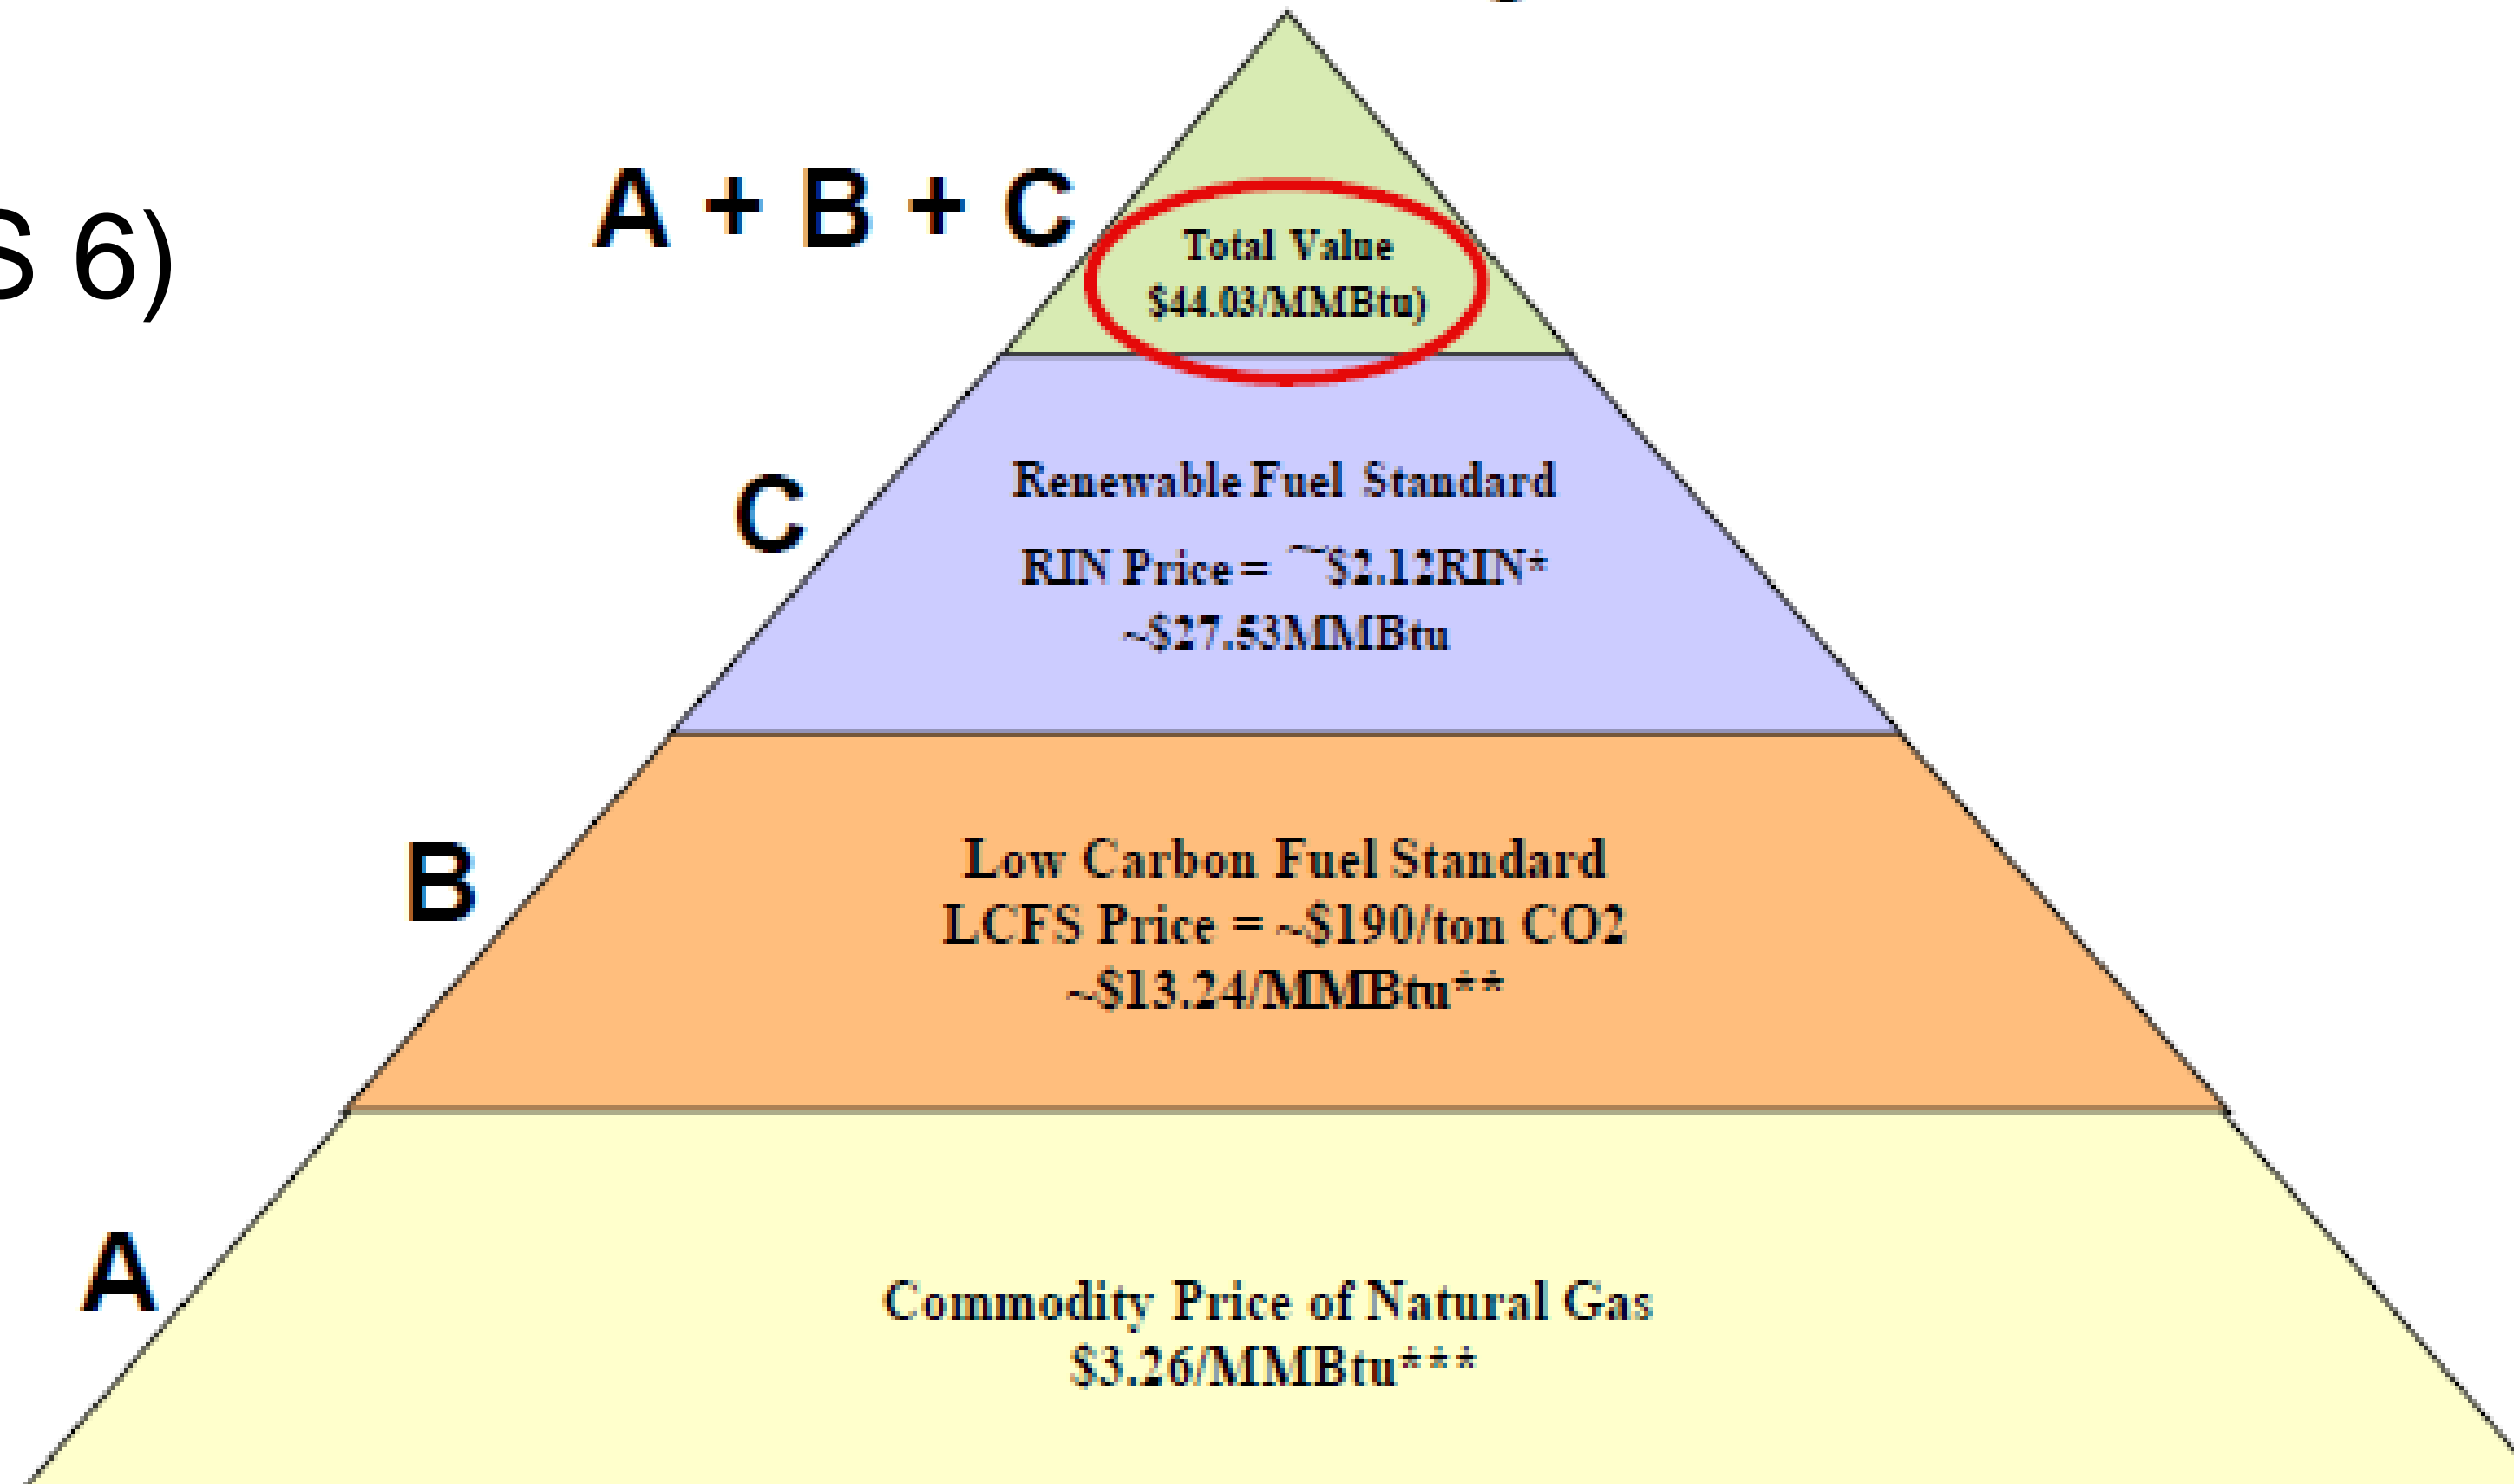 S 6)
A + B + C
Total Value
$44.03/MMBtu)
C
Renewable Fuel Standard
RIN Price = ~$2.12RIN*
~$27.53MMBtu
B
Low Carbon Fuel Standard
LCFS Price = ~$190/ton CO2
~$13.24/MMBtu**
A
Commodity Price of Natural Gas
$3.26/MMBtu***